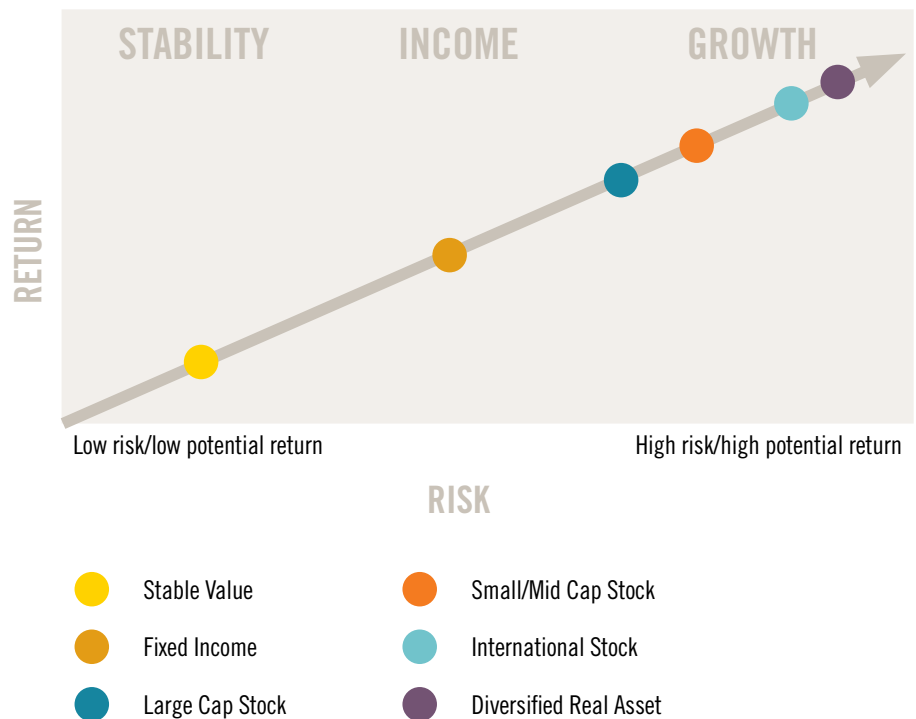 STABILITY INCOME GROWTH
RETURN
Low risk/low potential return High risk/high potential return
RISK
Stable Value Small/Mid Cap Stock
Fixed Income International Stock
Large Cap Stock Diversified Real Asset